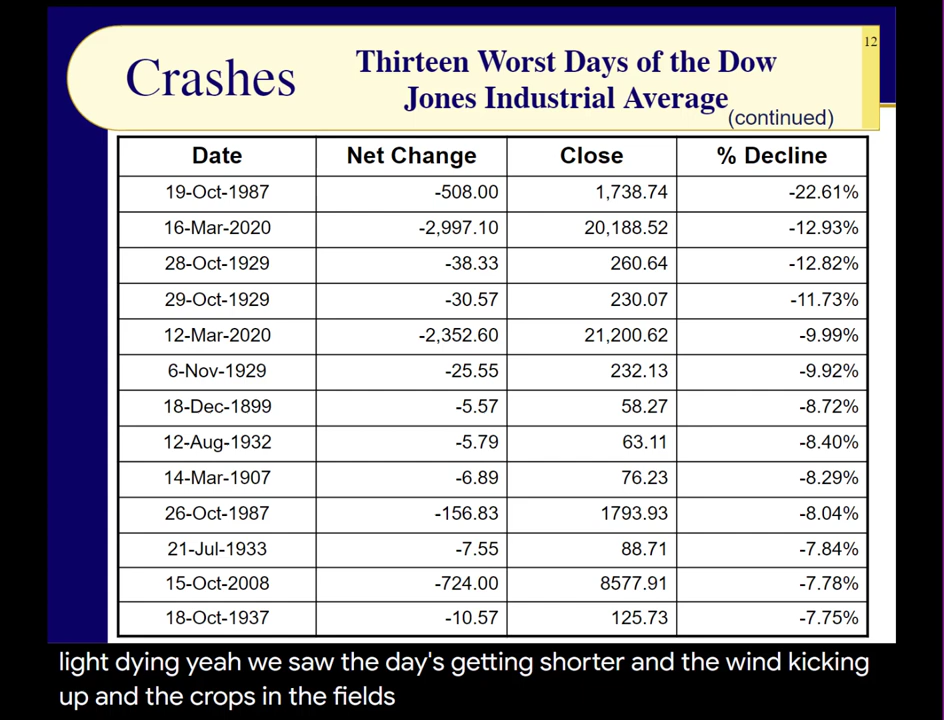 12
Crashes
Thirteen Worst Days of the Dow
Jones Industrial Average
(continued)
Date Net Change Close % Decline
19-Oct-1987 -508.00 1,738.74 -22.61%
16-Mar-2020 -2,997.10 20,188.52 -12.93%
28-Oct-1929 -38.33 260.64 -12.82%
29-Oct-1929 -30.57 230.07 -11.73%
12-Mar-2020 -2,352.60 21,200.62 -9.99%
6-Nov-1929 -25.55 232.13 -9.92%
18-Dec-1899 -5.57 58.27 -8.72%
12-Aug-1932 -5.79 63.11 -8.40%
14-Mar-1907 -6.89 76.23 -8.29%
26-Oct-1987 -156.83 1793.93 -8.04%
21-Jul-1933 -7.55 88.71 -7.84%
15-Oct-2008 -724.00 8577.91 -7.78%
18-Oct-1937 -10.57 125.73 -7.75%
light dying yeah we saw the day's getting shorter and the wind kicking
up and the crops in the fields